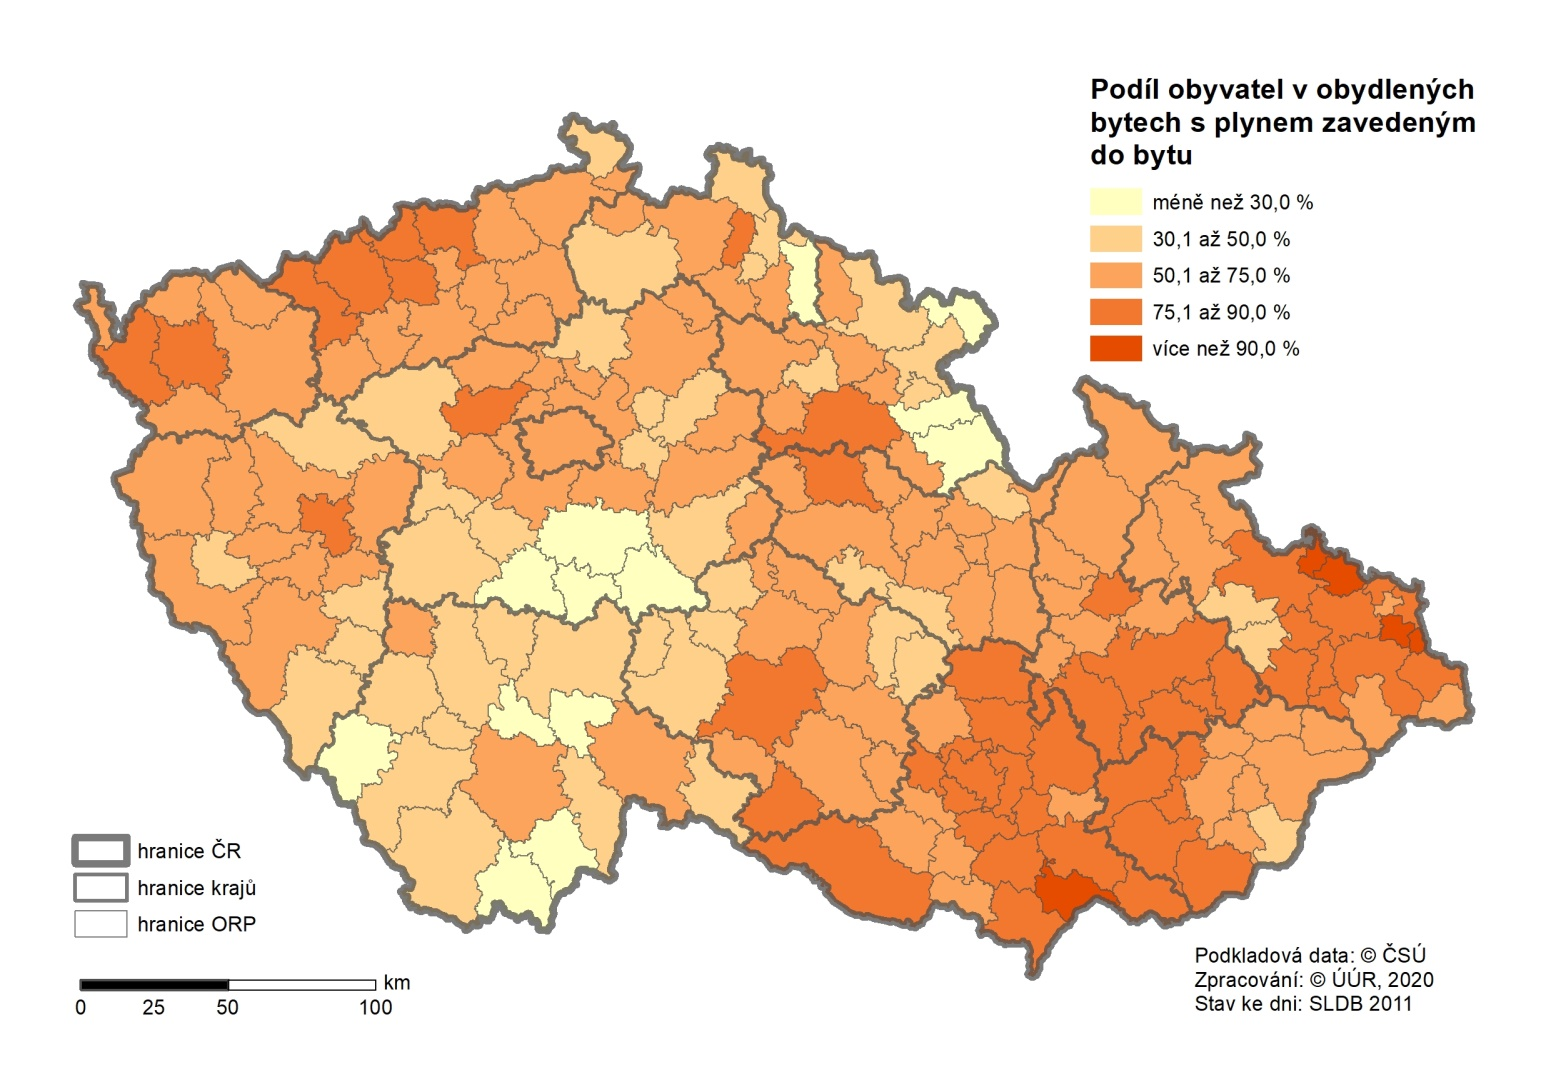 Podíl obyvatel v obydlených
bytech s plynem zavedeným
do bytu
méně než 30,0 %
30,1 až 50,0 %
50,1 až 75,0 %
75,1 až 90,0 %
více než 90,0 %
hranice ČR
hranice krajů
hranice ORP
km
0 25 50 100
Podkladová data: © ČSÚ
Zpracování: © ÚÚR, 2020
Stav ke dni: SLDB 2011